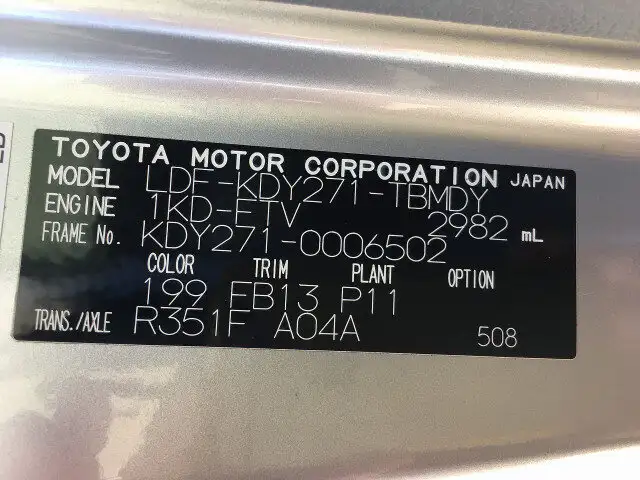 TOYOTA MOTOR CORPORATION JAPAN
MODEL LDF-KDY271-TBMDY
ENGINE 1KD-FTV 2982 mL
FRAME No. KDY271-0006502
COLOR TRIM PLANT OPTION
199 FB13 P11
TRANS./AXLE R351F A04A 508